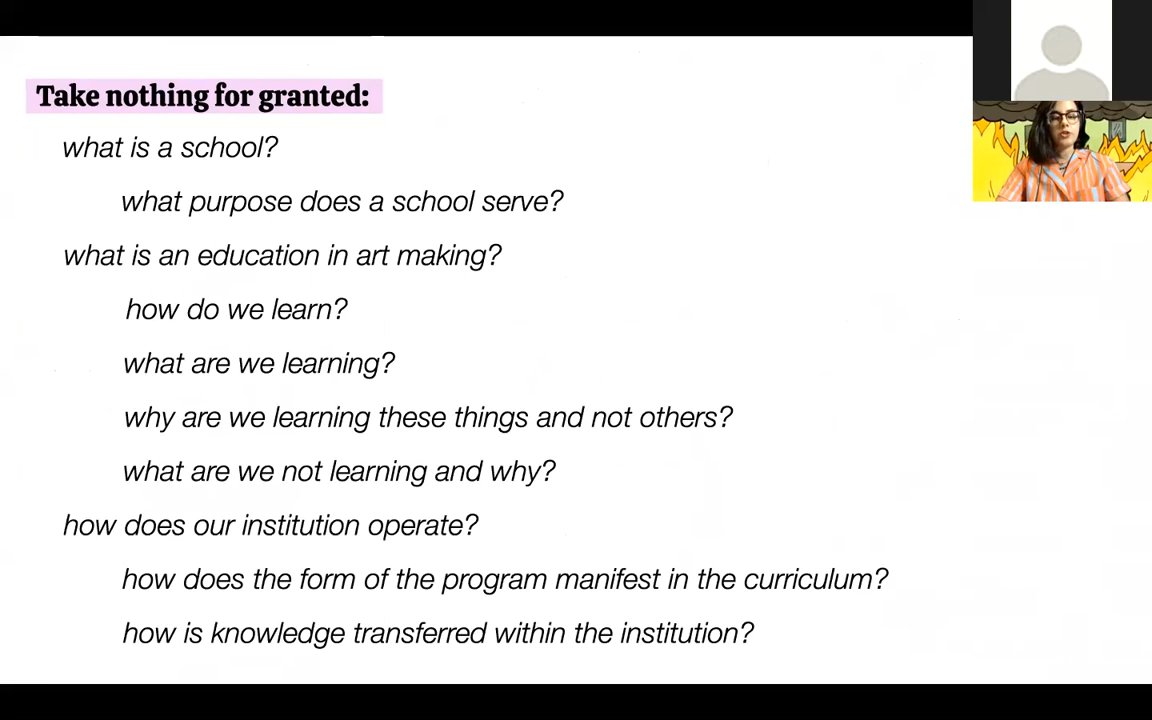 Take nothing for granted:
what is a school?
what purpose does a school serve?
what is an education in art making?
how do we learn?
what are we learning?
why are we learning these things and not others?
what are we not learning and why?
how does our institution operate?
how does the form of the program manifest in the curriculum?
how is knowledge transferred within the institution?